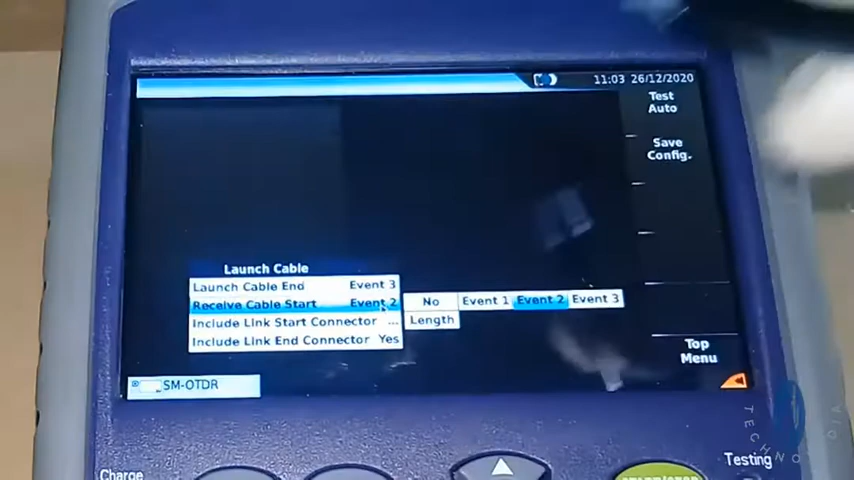 11:03 26/12/2020
Test
Auto
Save
Config.
Launch Cable
Launch Cable End Event 3
Receive Cable Start Event 2 No Event 1 Event 2 Event 3
Include Link Start Connector ... Length
Include Link End Connector Yes
Top
Menu
SM-OTDR
Charge
Testing
START/STOP